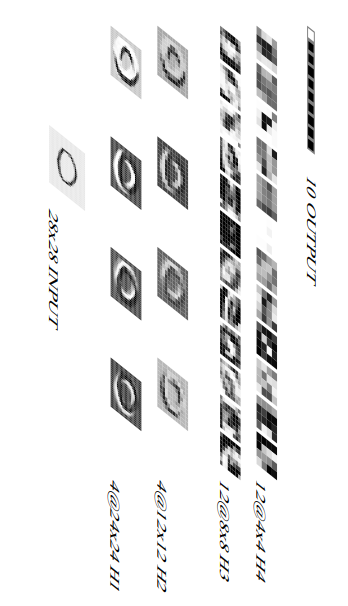 28x28 INPUT
4@24x24 H1
4@12x12 H2
12@8x8 H3
12@4x4 H4
10 OUTPUT